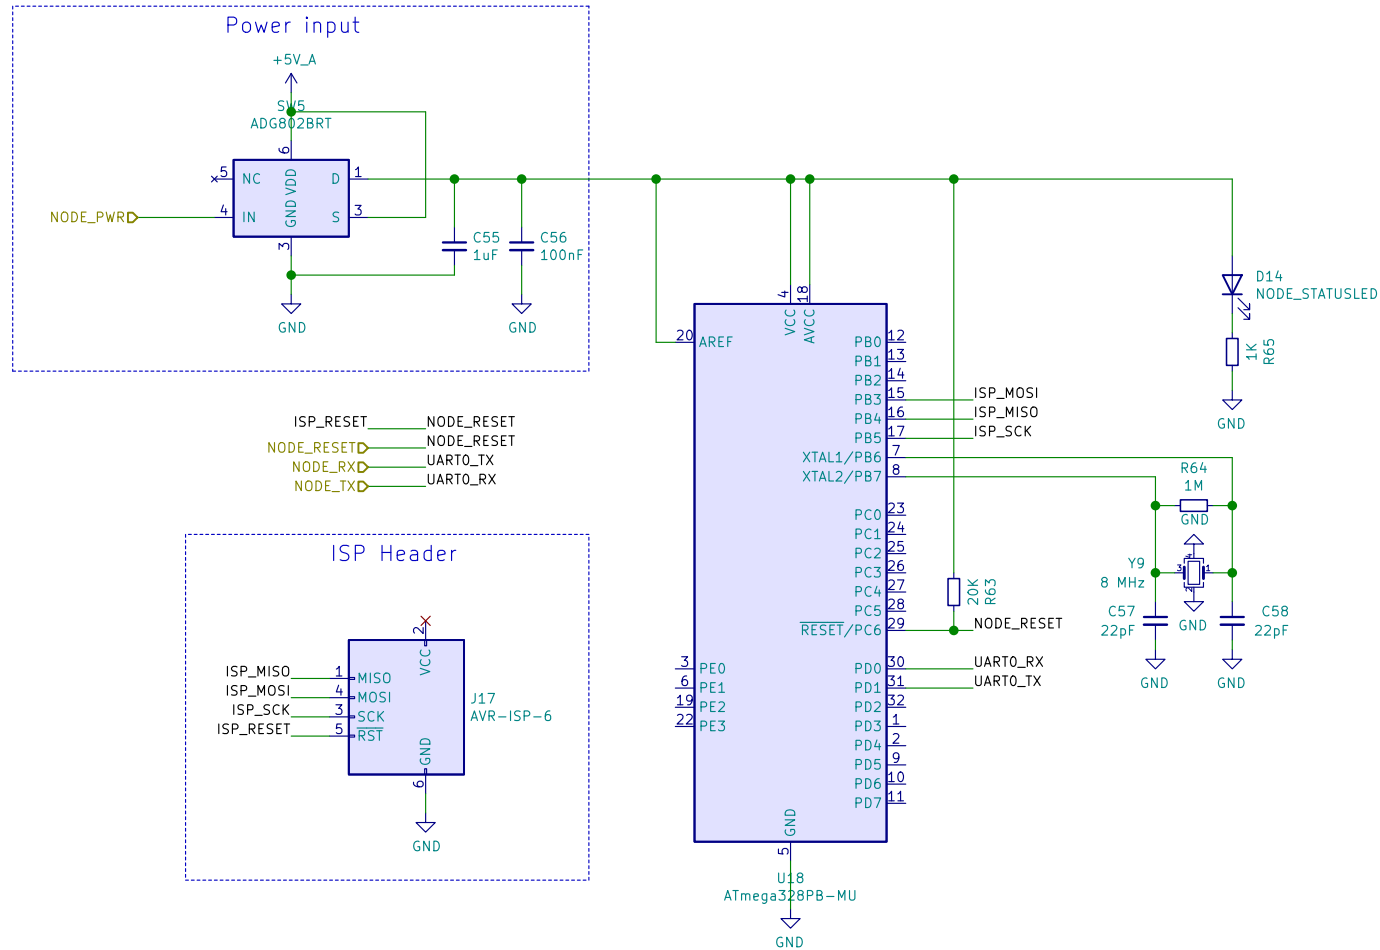 Power input
+5V_A
SW5
ADG802BRT
6
5
NC
VDD
D
1
4
IN
GND
S
3
3
NODE_PWR
C55
1uF
C56
100nF
GND
GND
ISP_RESET
NODE_RESET
NODE_RESET
NODE_RESET
NODE_RX
UART0_TX
NODE_TX
UART0_RX
ISP Header
2
VCC
ISP_MISO
1
MISO
ISP_MOSI
4
MOSI
ISP_SCK
3
SCK
ISP_RESET
5
RST
GND
6
J17
AVR-ISP-6
GND
4
18
VCC
AVCC
20
AREF
PB0
12
PB1
13
PB2
14
PB3
15
ISP_MOSI
PB4
16
ISP_MISO
PB5
17
ISP_SCK
XTAL1/PB6
7
XTAL2/PB7
8
PC0
23
PC1
24
PC2
25
PC3
26
PC4
27
PC5
28
RESET/PC6
29
NODE_RESET
3
PE0
PD0
30
UART0_RX
6
PE1
PD1
31
UART0_TX
19
PE2
PD2
32
22
PE3
PD3
1
PD4
2
PD5
9
PD6
10
PD7
11
GND
5
U18
ATmega328PB-MU
GND
20K
R63
D14
NODE_STATUSLED
1K
R65
GND
R64
1M
GND
4
Y9
8 MHz
3
1
2
GND
C57
22pF
C58
22pF
GND
GND